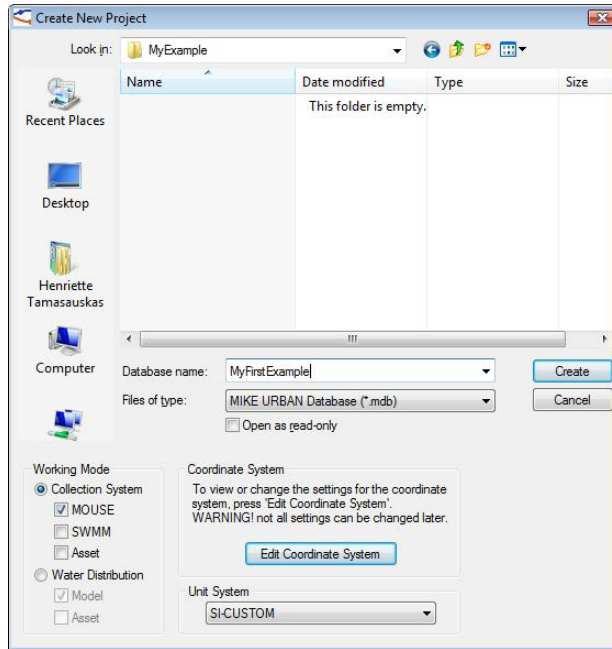 Create New Project
Look in: MyExample
Name Date modified Type Size
This folder is empty.
Recent Places
Desktop
Henriette
Tamasauskas
Computer
Database name: MyFirstExample Create
Files of type: MIKE URBAN Database (*.mdb) Cancel
Open as read-only
Working Mode
Collection System
MOUSE
SWMM
Asset
Water Distribution
Model
Asset
Coordinate System
To view or change the settings for the coordinate
system, press 'Edit Coordinate System'.
WARNING! not all settings can be changed later.
Edit Coordinate System
Unit System
SI-CUSTOM